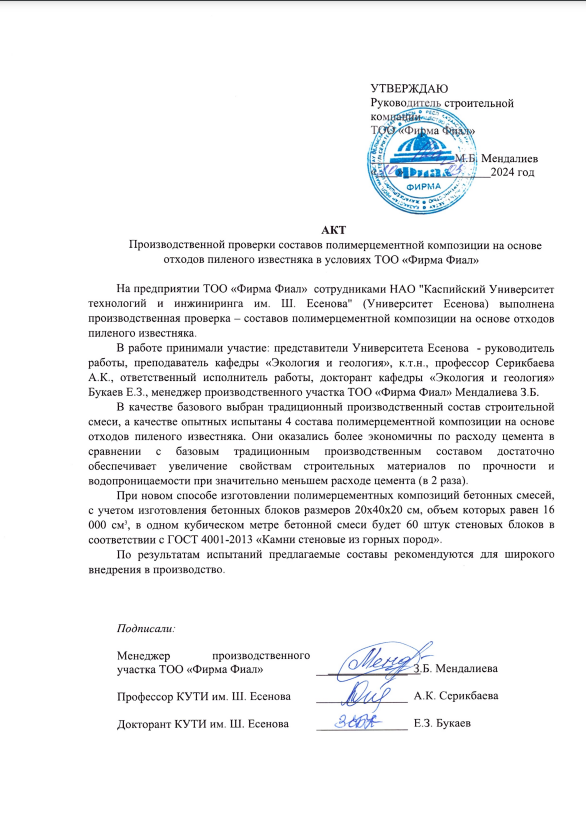 УТВЕРЖДАЮ
Руководитель строительной
компании
ТОО «Фирма Фиал»
М.Б. Мендалиев
2024 год
ФИРМА
АКТ
Производственной проверки составов полимерцементной композиции на основе
отходов пиленого известняка в условиях ТОО «Фирма Фиал»
На предприятии ТОО «Фирма Фиал» сотрудниками НАО "Каспийский Университет
технологий и инжиниринга им. Ш. Есенова" (Университет Есенова) выполнена
производственная проверка – составов полимерцементной композиции на основе отходов
пиленого известняка.
В работе принимали участие: представители Университета Есенова - руководитель
работы, преподаватель кафедры «Экология и геология», к.т.н., профессор Серикбаева
А.К., ответственный исполнитель работы, докторант кафедры «Экология и геология»
Букаев Е.З., менеджер производственного участка ТОО «Фирма Фиал» Мендалиева З.Б.
В качестве базового выбран традиционный производственный состав строительной
смеси, а качестве опытных испытаны 4 состава полимерцементной композиции на основе
отходов пиленого известняка. Они оказались более экономичны по расходу цемента в
сравнении с базовым традиционным производственным составом достаточно
обеспечивает увеличение свойствам строительных материалов по прочности и
водопроницаемости при значительно меньшем расходе цемента (в 2 раза).
При новом способе изготовлении полимерцементных композиций бетонных смесей,
с учетом изготовления бетонных блоков размеров 20х40х20 см, объем которых равен 16
000 см³, в одном кубическом метре бетонной смеси будет 60 штук стеновых блоков в
соответствии с ГОСТ 4001-2013 «Камни стеновые из горных пород».
По результатам испытаний предлагаемые составы рекомендуются для широкого
внедрения в производство.
Подписали:
Менеджер производственного
участка ТОО «Фирма Фиал» З.Б. Мендалиева
Профессор КУТИ им. Ш. Есенова А.К. Серикбаева
Докторант КУТИ им. Ш. Есенова Е.З. Букаев